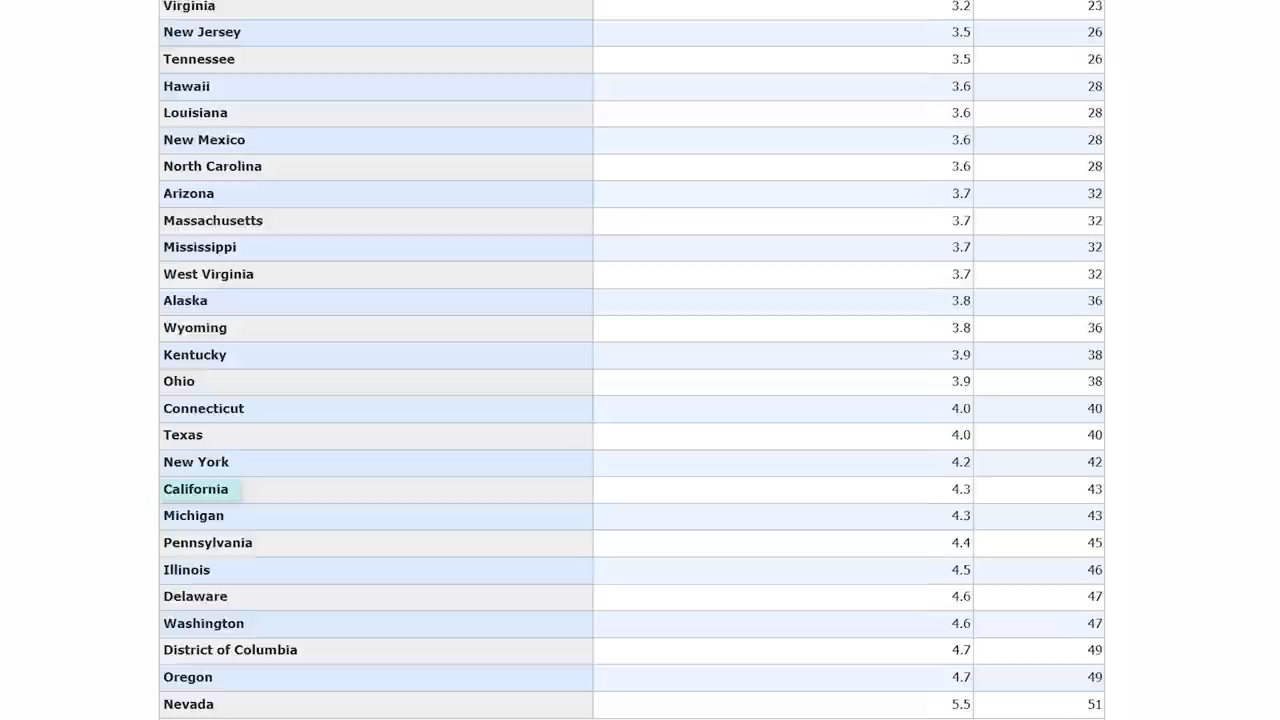 Virginia 3.2 23
New Jersey 3.5 26
Tennessee 3.5 26
Hawaii 3.6 28
Louisiana 3.6 28
New Mexico 3.6 28
North Carolina 3.6 28
Arizona 3.7 32
Massachusetts 3.7 32
Mississippi 3.7 32
West Virginia 3.7 32
Alaska 3.8 36
Wyoming 3.8 36
Kentucky 3.9 38
Ohio 3.9 38
Connecticut 4.0 40
Texas 4.0 40
New York 4.2 42
California 4.3 43
Michigan 4.3 43
Pennsylvania 4.4 45
Illinois 4.5 46
Delaware 4.6 47
Washington 4.6 47
District of Columbia 4.7 49
Oregon 4.7 49
Nevada 5.5 51